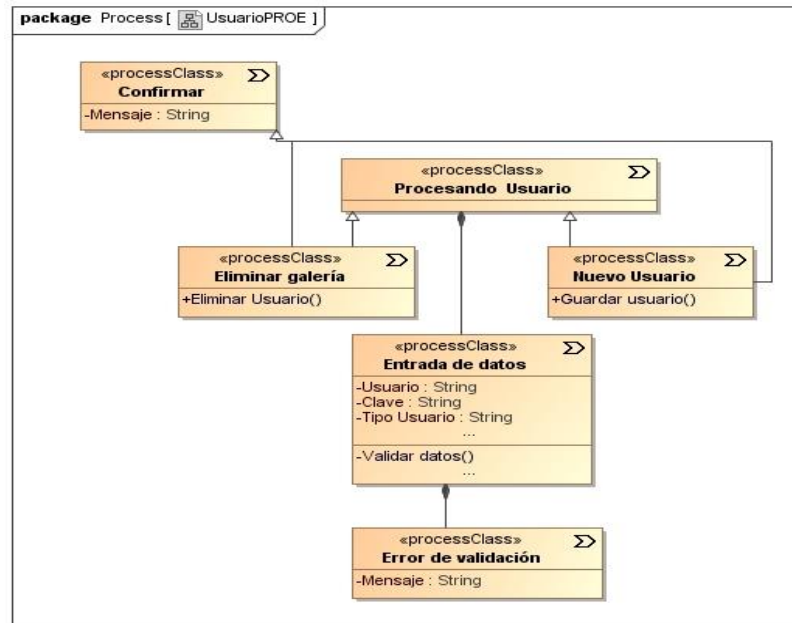 package Process [ UsuarioPROE ]
«processClass»
Confirmar
-Mensaje : String
«processClass»
Procesando Usuario
«processClass»
Eliminar galería
+Eliminar Usuario()
«processClass»
Nuevo Usuario
+Guardar usuario()
«processClass»
Entrada de datos
-Usuario : String
-Clave : String
-Tipo Usuario : String
...
-Validar datos()
...
«processClass»
Error de validación
-Mensaje : String